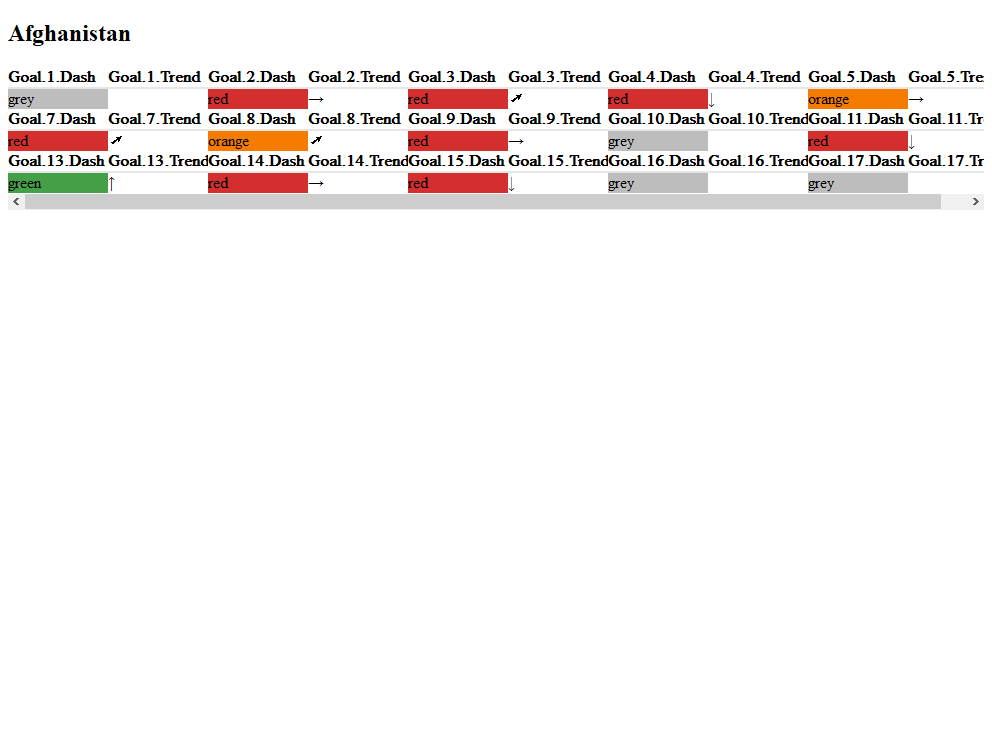 Afghanistan
Goal.1.Dash Goal.1.Trend Goal.2.Dash Goal.2.Trend Goal.3.Dash Goal.3.Trend Goal.4.Dash Goal.4.Trend Goal.5.Dash Goal.5.Tre
grey red → red ↗ red ↓ orange →
Goal.7.Dash Goal.7.Trend Goal.8.Dash Goal.8.Trend Goal.9.Dash Goal.9.Trend Goal.10.Dash Goal.10.Trend Goal.11.Dash Goal.11.Tr
red ↗ orange ↗ red → grey red ↓
Goal.13.Dash Goal.13.Trend Goal.14.Dash Goal.14.Trend Goal.15.Dash Goal.15.Trend Goal.16.Dash Goal.16.Trend Goal.17.Dash Goal.17.Tr
green ↑ red → red ↓ grey grey